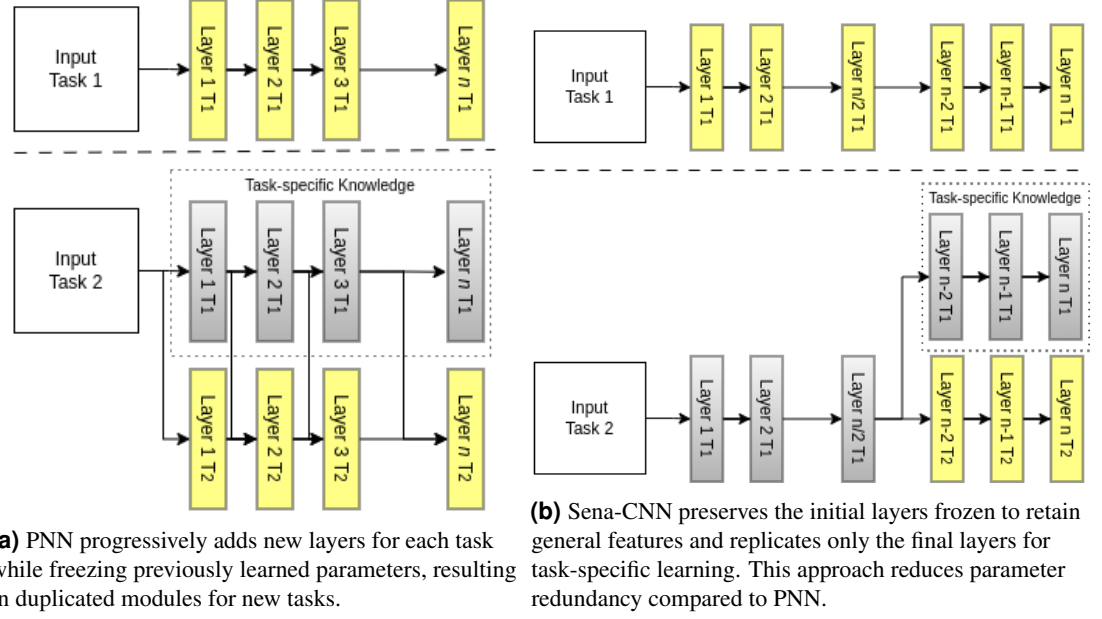 Input
Task 1
Layer 1 T1
Layer 2 T1
Layer 3 T1
Layer n T1
Task-specific Knowledge
Input
Task 2
Layer 1 T1
Layer 2 T1
Layer 3 T1
Layer n T1
Layer 1 T2
Layer 2 T2
Layer 3 T2
Layer n T2
a) PNN progressively adds new layers for each task
while freezing previously learned parameters, resulting
n duplicated modules for new tasks.
Input
Task 1
Layer 1 T1
Layer 2 T1
Layer n/2 T1
Layer n-2 T1
Layer n-1 T1
Layer n T1
Task-specific Knowledge
Layer n-2 T1
Layer n-1 T1
Layer n T1
Input
Task 2
Layer 1 T1
Layer 2 T1
Layer n/2 T1
Layer n-2 T2
Layer n-1 T2
Layer n T2
(b) Sena-CNN preserves the initial layers frozen to retain
general features and replicates only the final layers for
task-specific learning. This approach reduces parameter
redundancy compared to PNN.